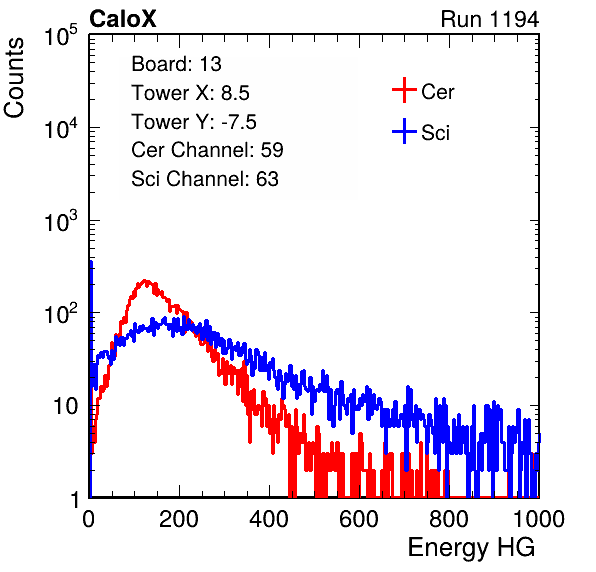 CaloX Run 1194
Counts
10^5
10^4
10^3
10^2
10
1
Board: 13
Tower X: 8.5
Tower Y: -7.5
Cer Channel: 59
Sci Channel: 63
Cer
Sci
0 200 400 600 800 1000
Energy HG